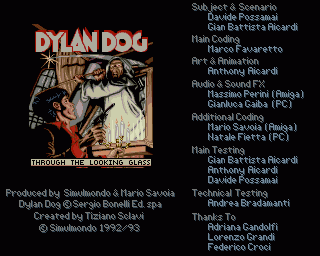 DYLAN DOG
THROUGH THE LOOKING GLASS
Produced by Simulmondo & Mario Savoia
Dylan Dog © Sergio Bonelli Ed. spa
Created by Tiziano Sclavi
© Simulmondo 1992/93
Subject & Scenario
Davide Possamai
Gian Battista Aicardi
Main Coding
Marco Favaretto
Art & Animation
Anthony Aicardi
Audio & Sound FX
Massimo Perini (Amiga)
Gianluca Gaiba (PC)
Additional Coding
Mario Savoia (Amiga)
Natale Fietta (PC)
Main Testing
Gian Battista Aicardi
Anthony Aicardi
Davide Possamai
Technical Testing
Andrea Bradamanti
Thanks To
Adriana Gandolfi
Lorenzo Grandi
Federico Croci